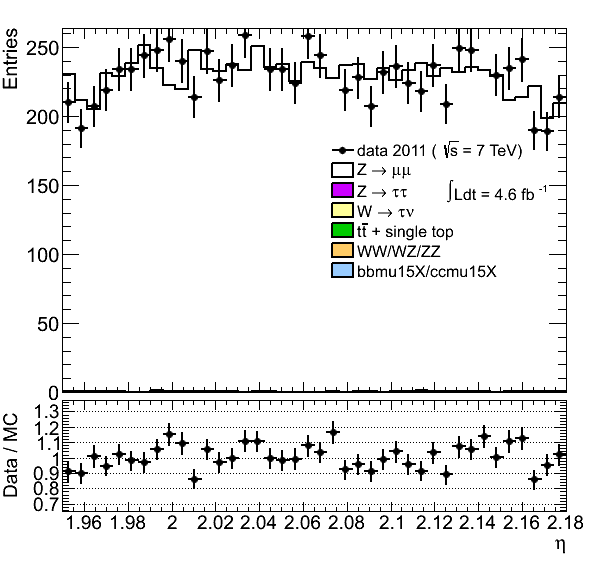 Entries
250
200
150
100
50
0
data 2011 ( √s = 7 TeV)
Z → μμ
Z → ττ
∫Ldt = 4.6 fb⁻¹
W → τν
tt̄ + single top
WW/WZ/ZZ
bbmu15X/ccmu15X
Data / MC
1.3
1.2
1.1
1
0.9
0.8
0.7
1.96 1.98 2 2.02 2.04 2.06 2.08 2.1 2.12 2.14 2.16 2.18
η